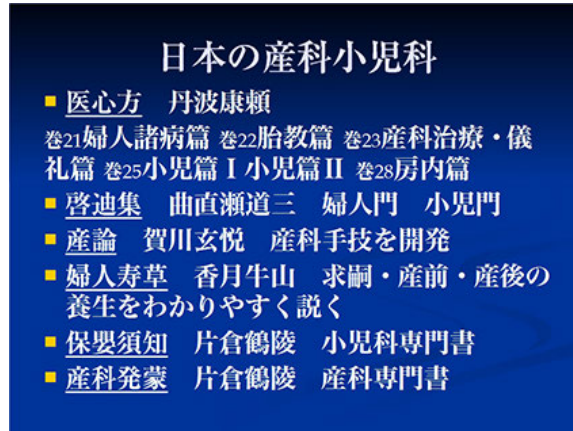 日本の産科小児科
医心方　丹波康頼
巻21婦人諸病篇 巻22胎教篇 巻23産科治療・儀
礼篇 巻25小児篇Ⅰ小児篇Ⅱ 巻28房内篇
啓迪集　曲直瀬道三　婦人門　小児門
産論　賀川玄悦　産科手技を開発
婦人寿草　香月牛山　求嗣・産前・産後の
養生をわかりやすく説く
保嬰須知　片倉鶴陵　小児科専門書
産科発蒙　片倉鶴陵　産科専門書